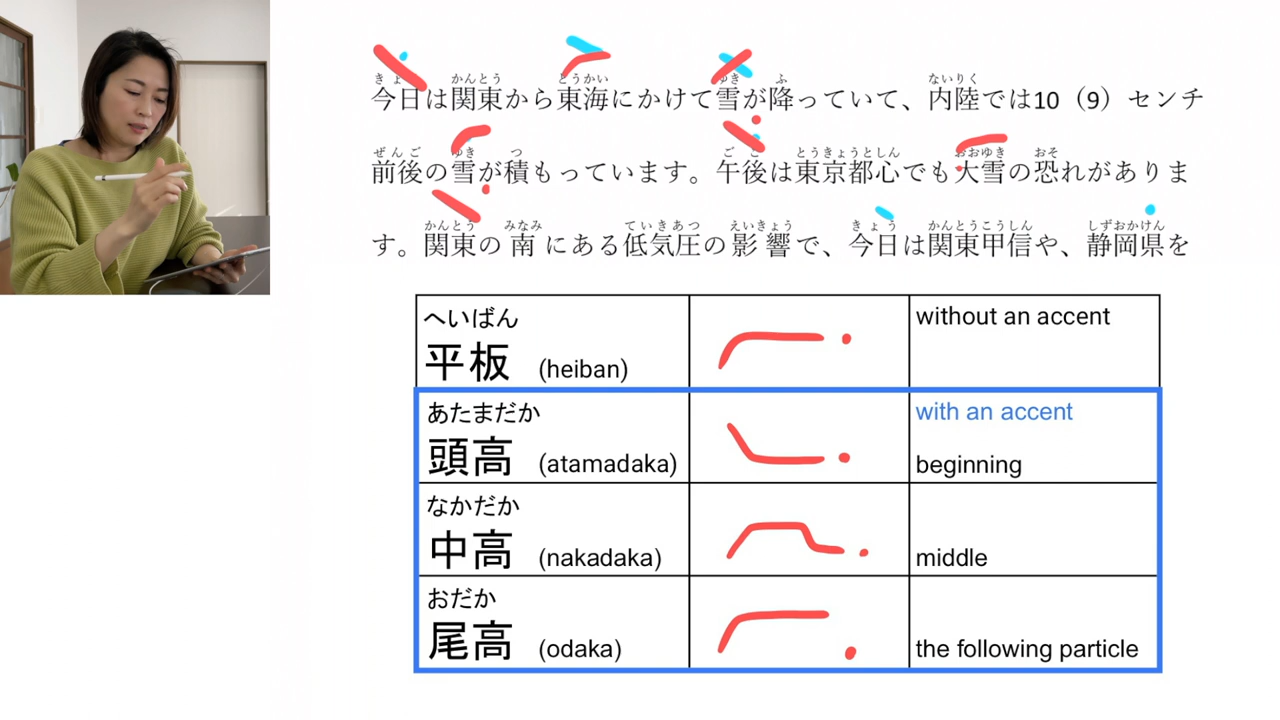 きょ かんとう とうかい ゆき ふ ないりく
今日は関東から東海にかけて雪が降っていて、内陸では10（9）センチ
ぜんご ゆき つ ごご とうきょうとしん おおゆき おそ
前後の雪が積もっています。午後は東京都心でも大雪の恐れがありま
かんとう みなみ ていきあつ えいきょう きょう かんとうこうしん しずおかけん
す。関東の南にある低気圧の影響で、今日は関東甲信や、静岡県を
へいばん
平板 (heiban) without an accent
あたまだか with an accent
頭高 (atamadaka) beginning
なかだか
中高 (nakadaka) middle
おだか
尾高 (odaka) the following particle